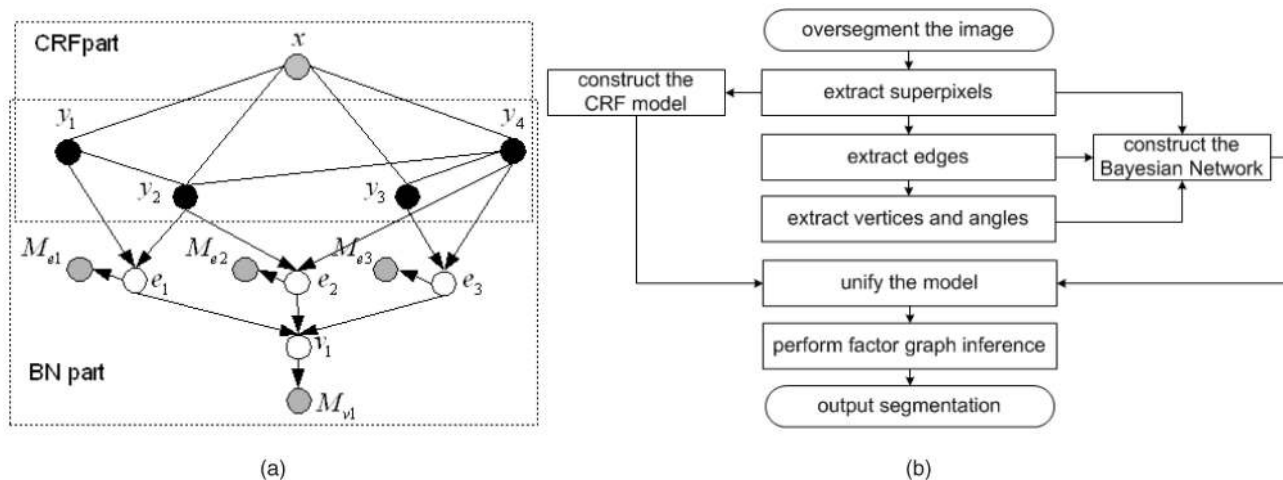 CRFpart
x
y1
y4
y2
y3
Me1
Me2
Me3
e1
e2
e3
v1
BN part
Mv1
(a)
oversegment the image
construct the
CRF model
extract superpixels
extract edges
construct the
Bayesian Network
extract vertices and angles
unify the model
perform factor graph inference
output segmentation
(b)